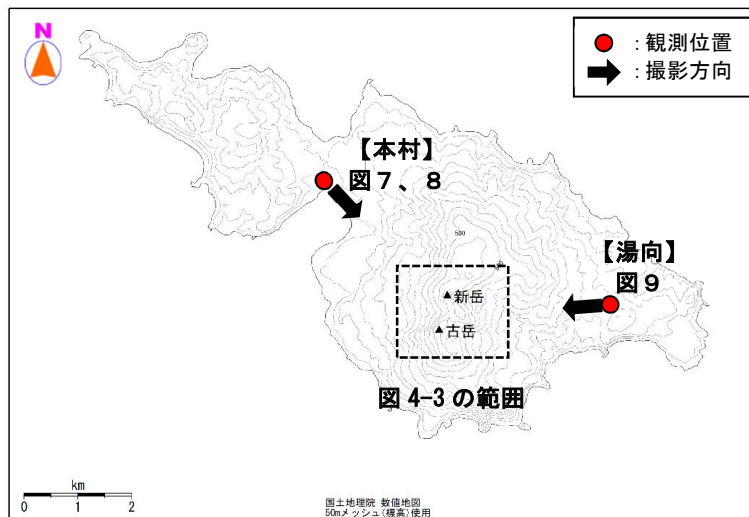 N
：観測位置
：撮影方向
【本村】
図７、８
500
【湯向】
図９
新岳
古岳
図 4-3 の範囲
km
0 1 2
国土地理院 数値地図
50mメッシュ(標高)使用